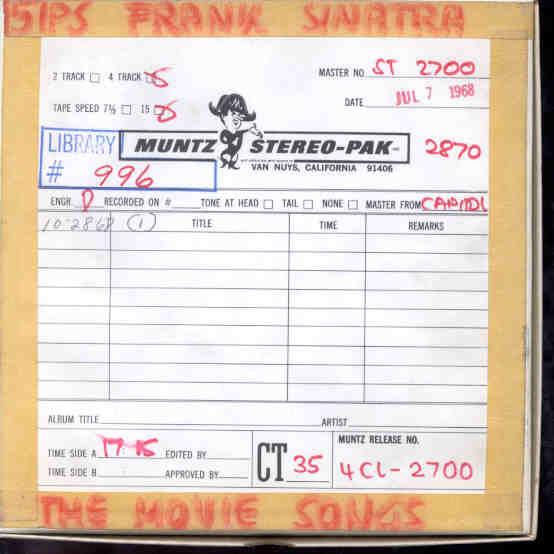 15IPS FRANK SINATRA
2 TRACK 4 TRACK
MASTER NO. ST 2700
TAPE SPEED 7½ 15
DATE JUL 7 1968
LIBRARY
# 996
MUNTZ STEREO-PAK
2870
VAN NUYS, CALIFORNIA 91406
ENGR. D RECORDED ON # TONE AT HEAD TAIL NONE MASTER FROM CAPITOL
10-28-68 (1) TITLE TIME REMARKS
ALBUM TITLE ARTIST
TIME SIDE A 17:15 EDITED BY
TIME SIDE B APPROVED BY
CT 35
MUNTZ RELEASE NO.
4CL-2700
THE MOVIE SONGS